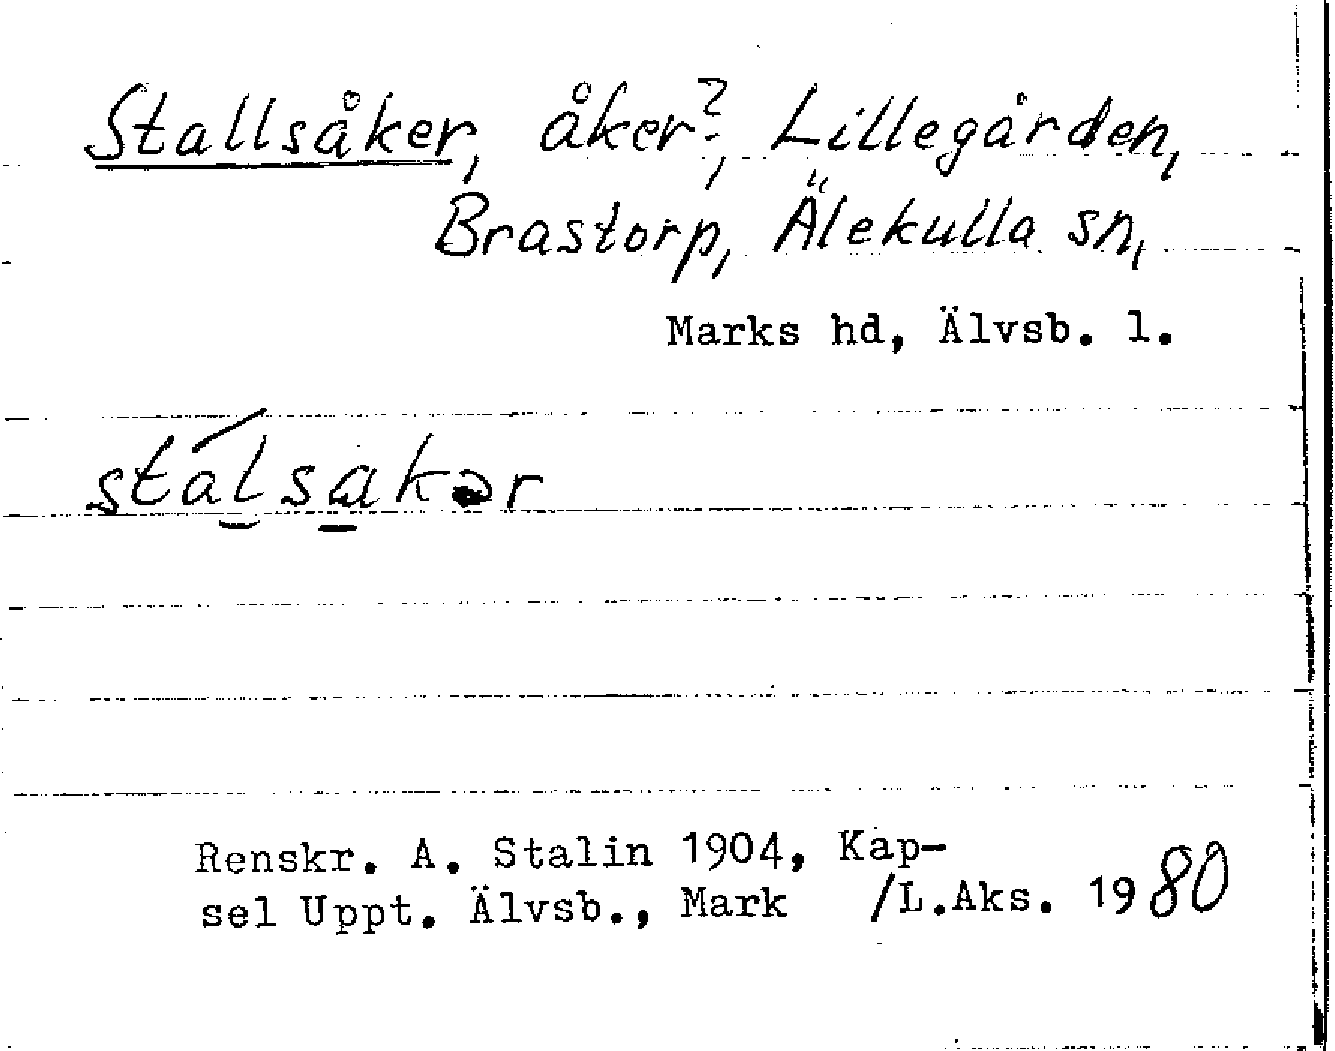 Stallsåker, åker?, Lillegården,
Brastorp, Älekulla sn,
Marks hd, Älvsb. l.
stálsakər
Renskr. A. Stalin 1904, Kap-
sel Uppt. Älvsb., Mark /L.Aks. 1980